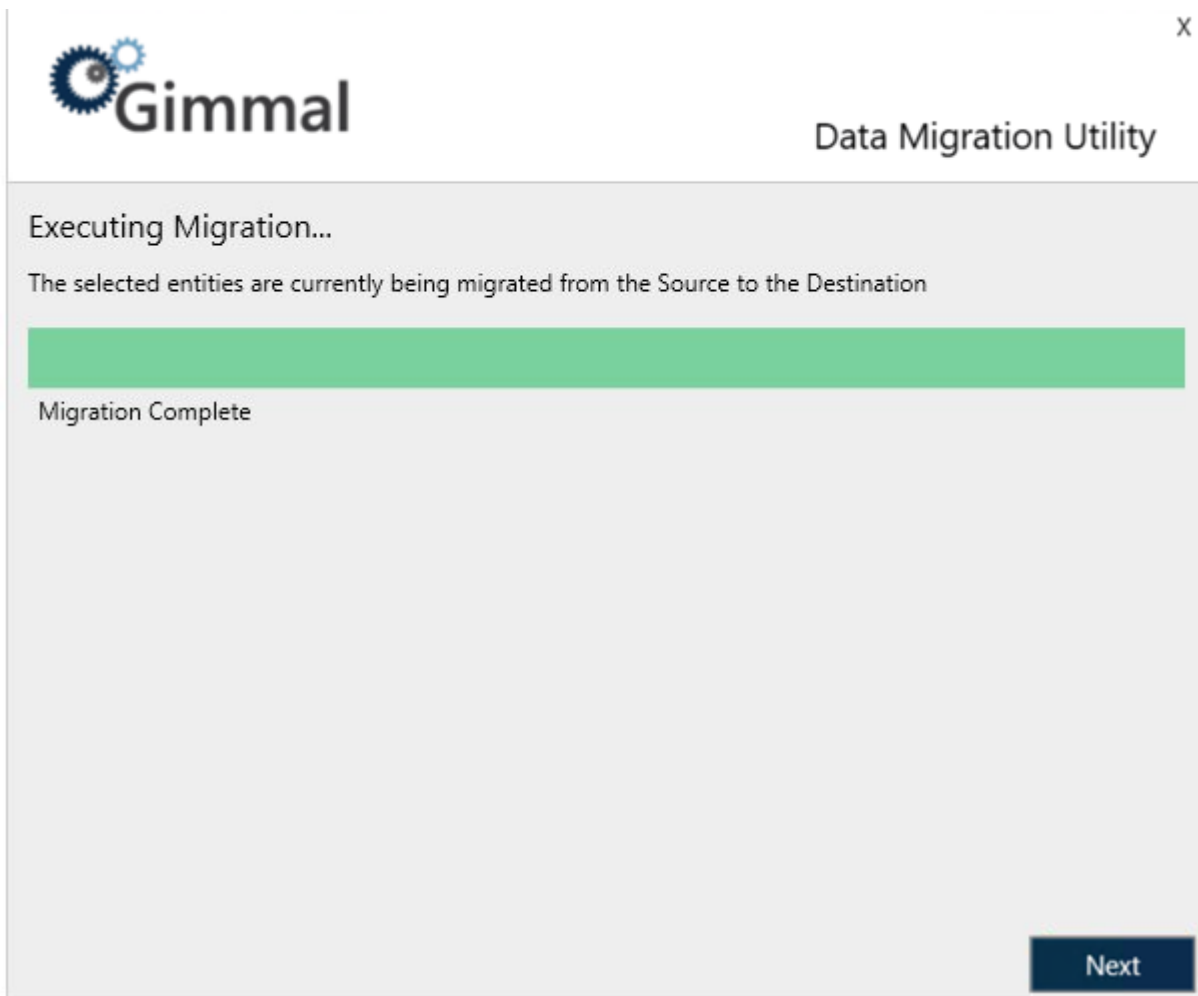 X
Gimmal
Data Migration Utility
Executing Migration...
The selected entities are currently being migrated from the Source to the Destination
Migration Complete
Next